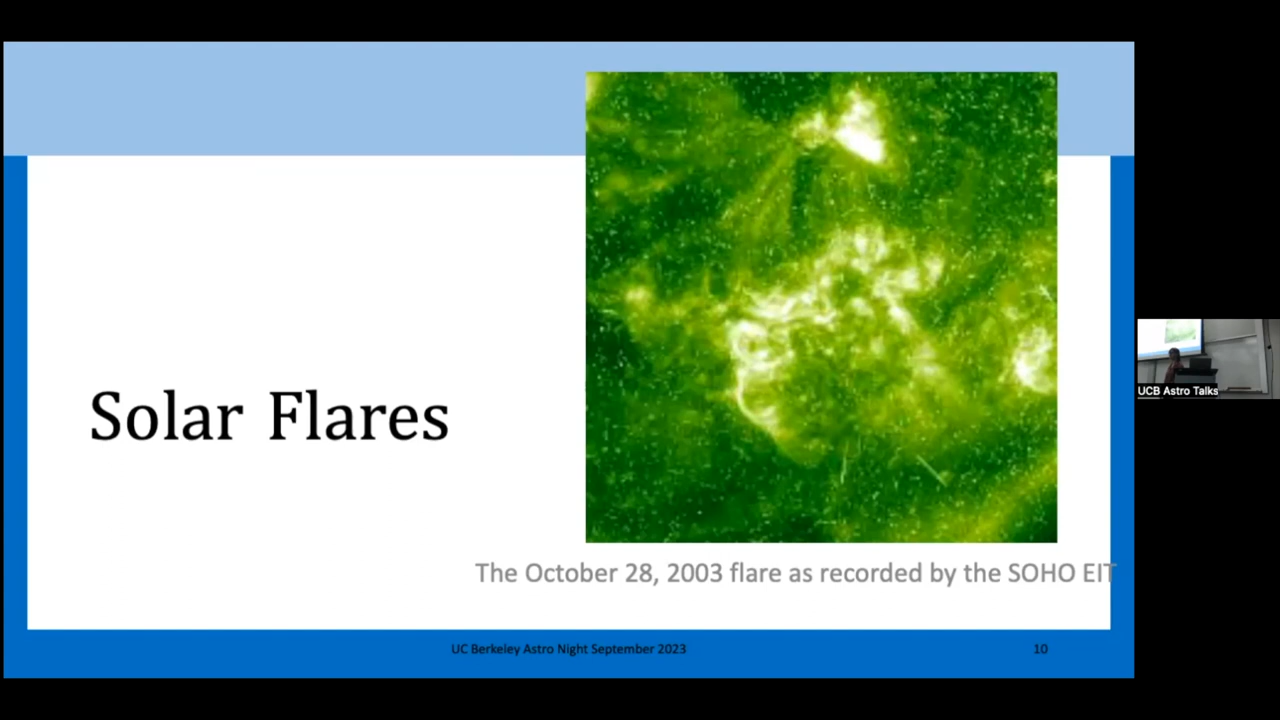 Solar Flares
The October 28, 2003 flare as recorded by the SOHO EIT
UC Berkeley Astro Night September 2023
10
UCB Astro Talks